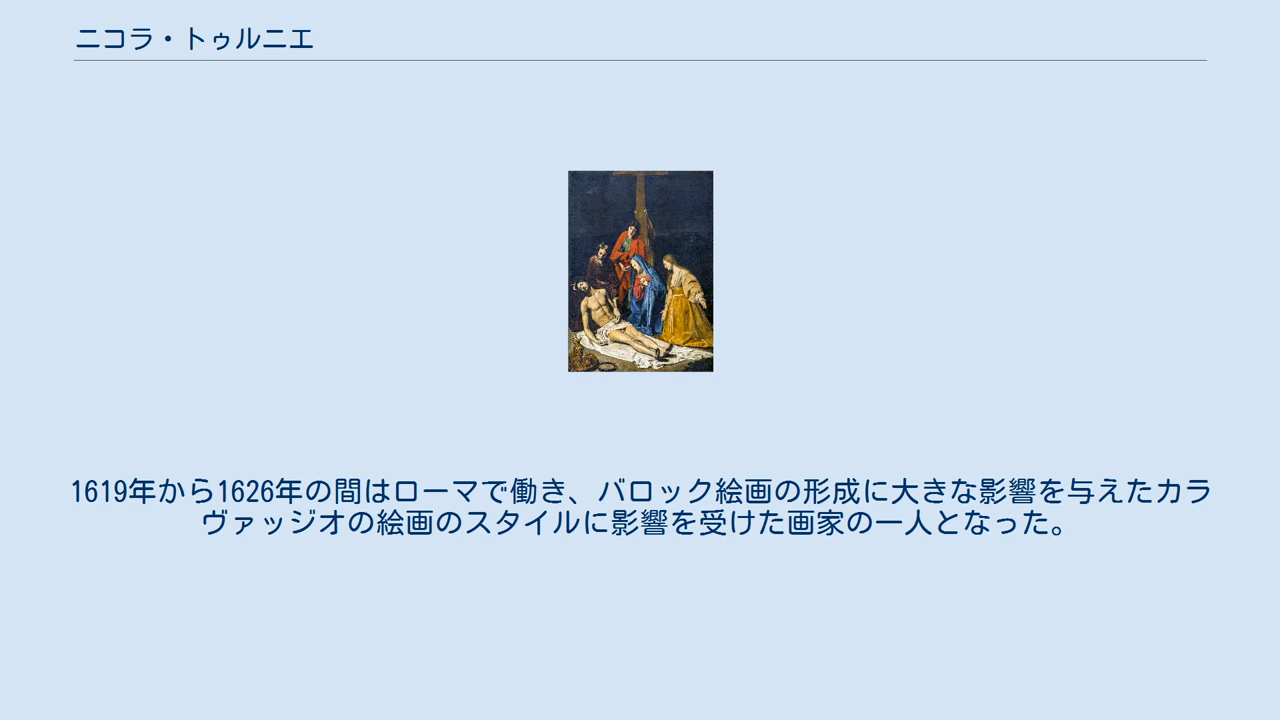 ニコラ・トゥルニエ
1619年から1626年の間はローマで働き、バロック絵画の形成に大きな影響を与えたカラ
ヴァッジオの絵画のスタイルに影響を受けた画家の一人となった。